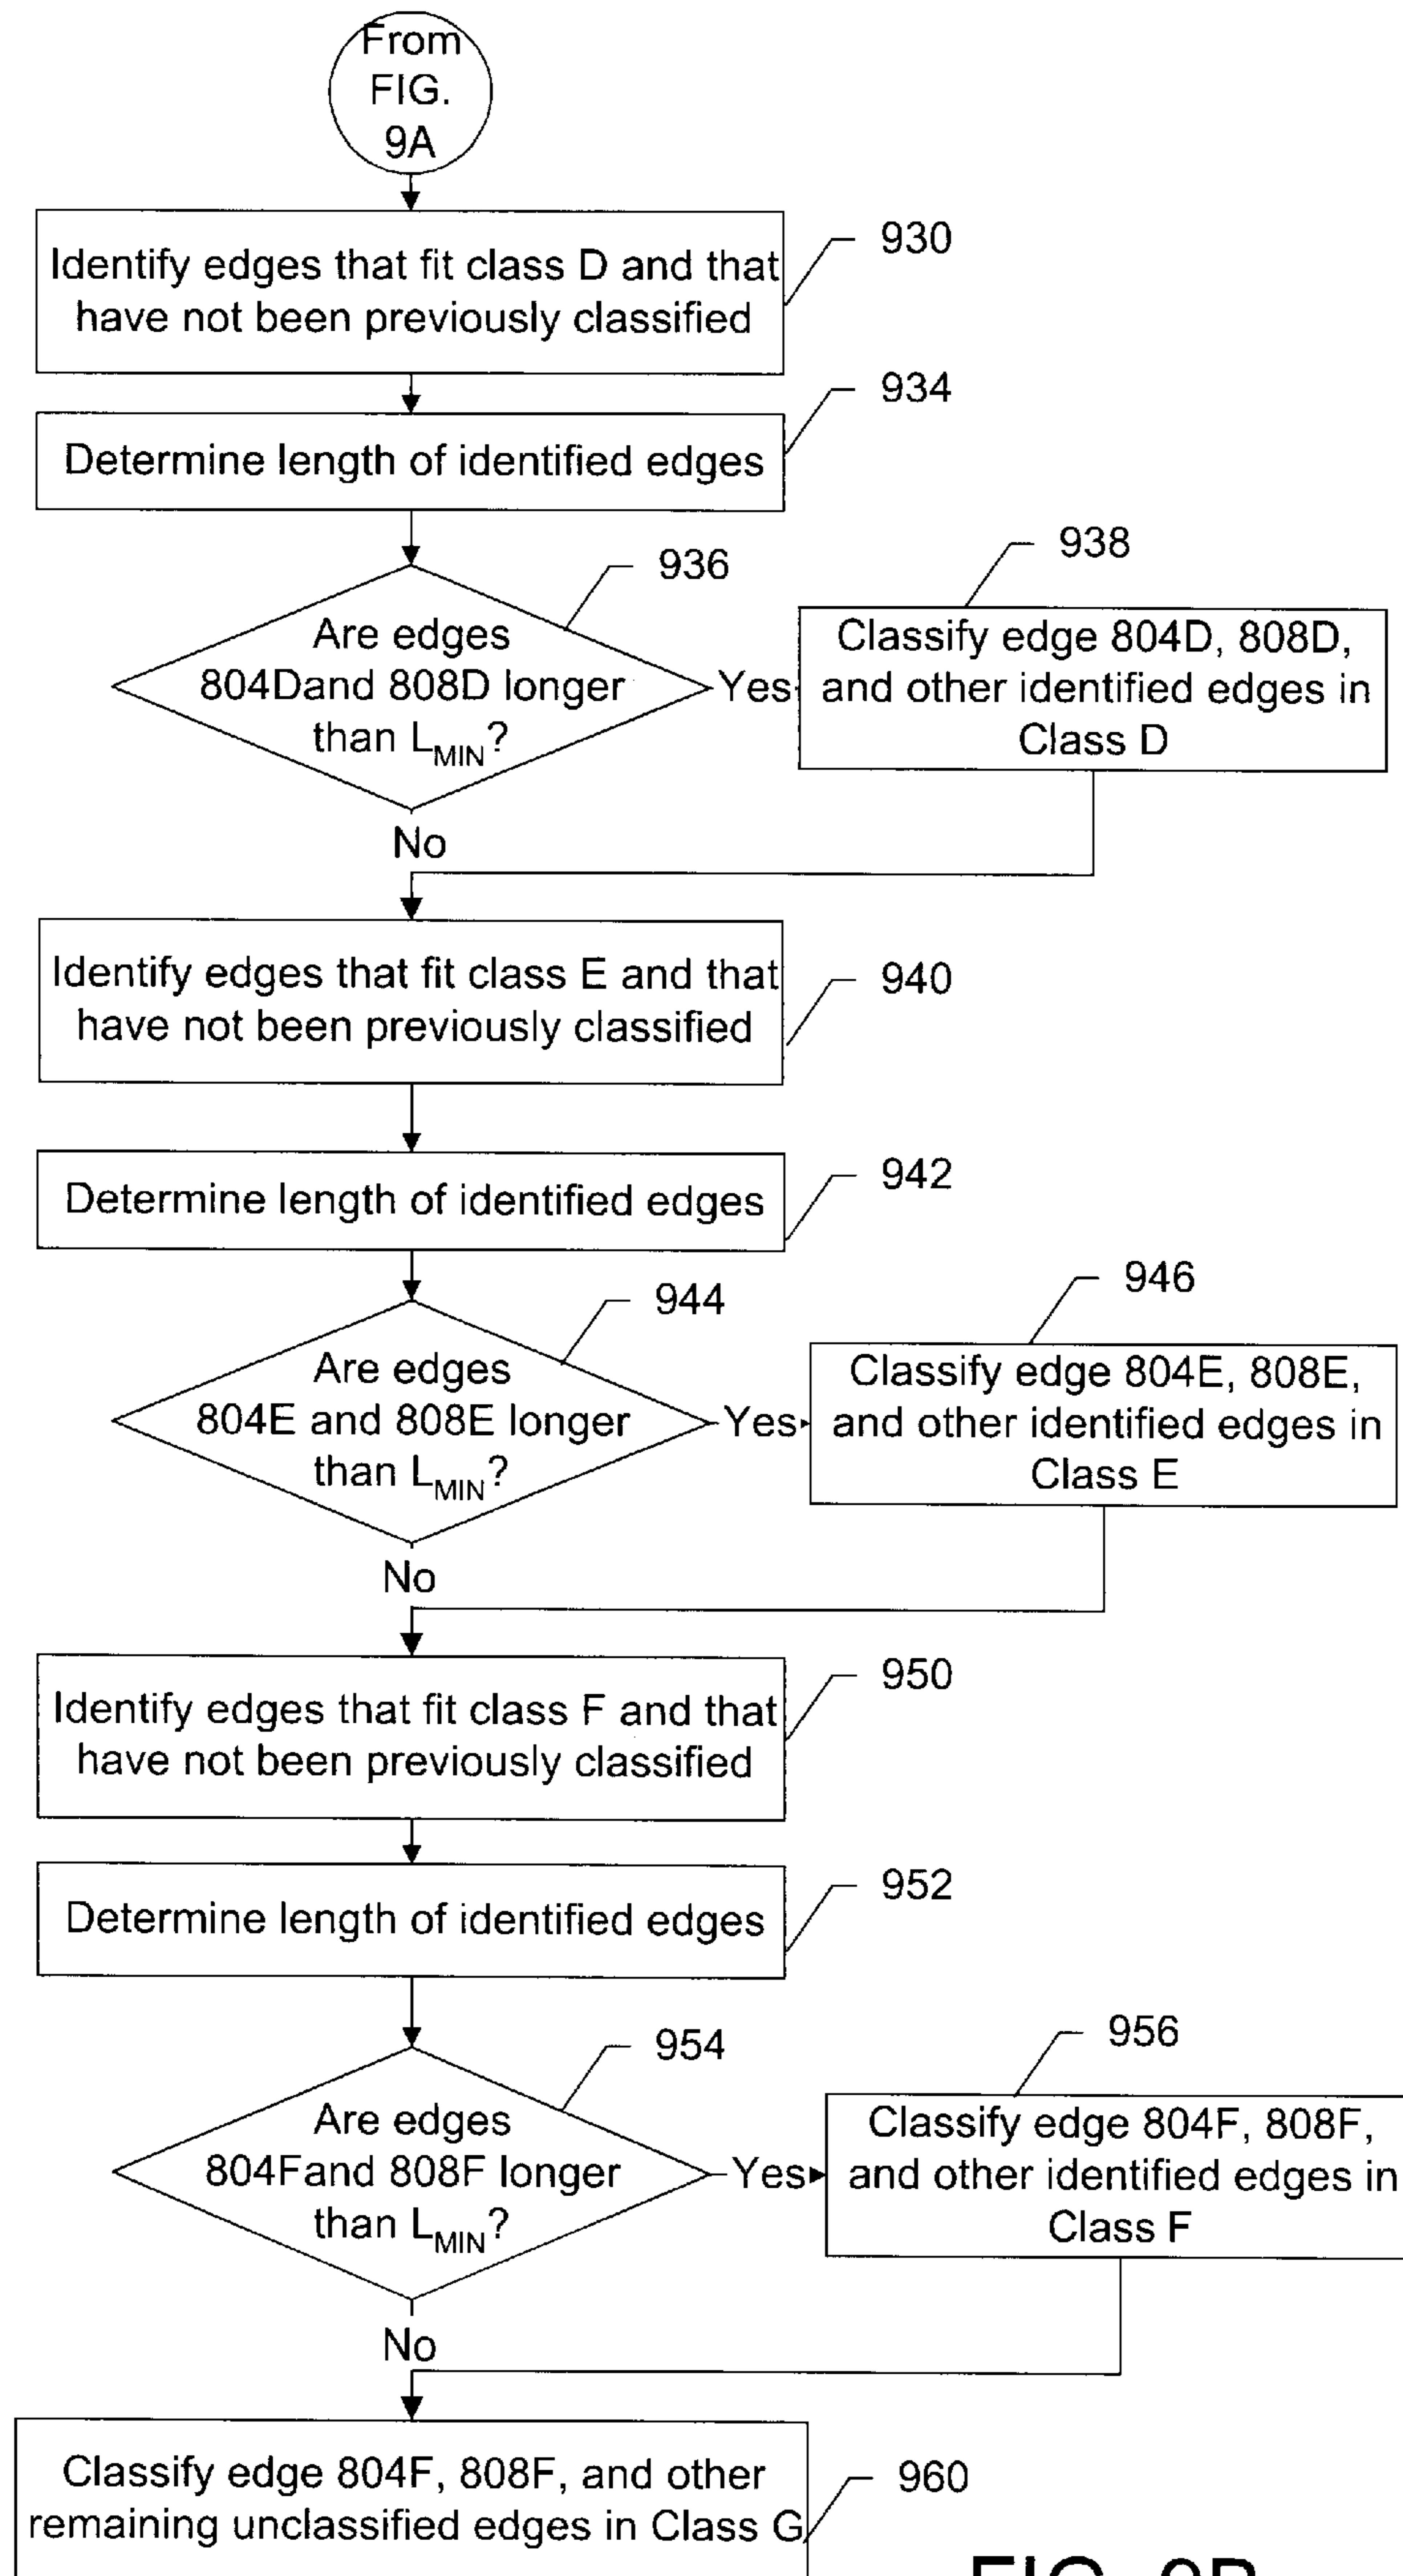 From
FIG.
9A
Identify edges that fit class D and that
have not been previously classified
930
Determine length of identified edges
934
Are edges
804Dand 808D longer
than LMIN?
936
Yes
Classify edge 804D, 808D,
and other identified edges in
Class D
938
No
Identify edges that fit class E and that
have not been previously classified
940
Determine length of identified edges
942
Are edges
804E and 808E longer
than LMIN?
944
Yes
Classify edge 804E, 808E,
and other identified edges in
Class E
946
No
Identify edges that fit class F and that
have not been previously classified
950
Determine length of identified edges
952
Are edges
804Fand 808F longer
than LMIN?
954
Yes
Classify edge 804F, 808F,
and other identified edges in
Class F
956
No
Classify edge 804F, 808F, and other
remaining unclassified edges in Class G
960